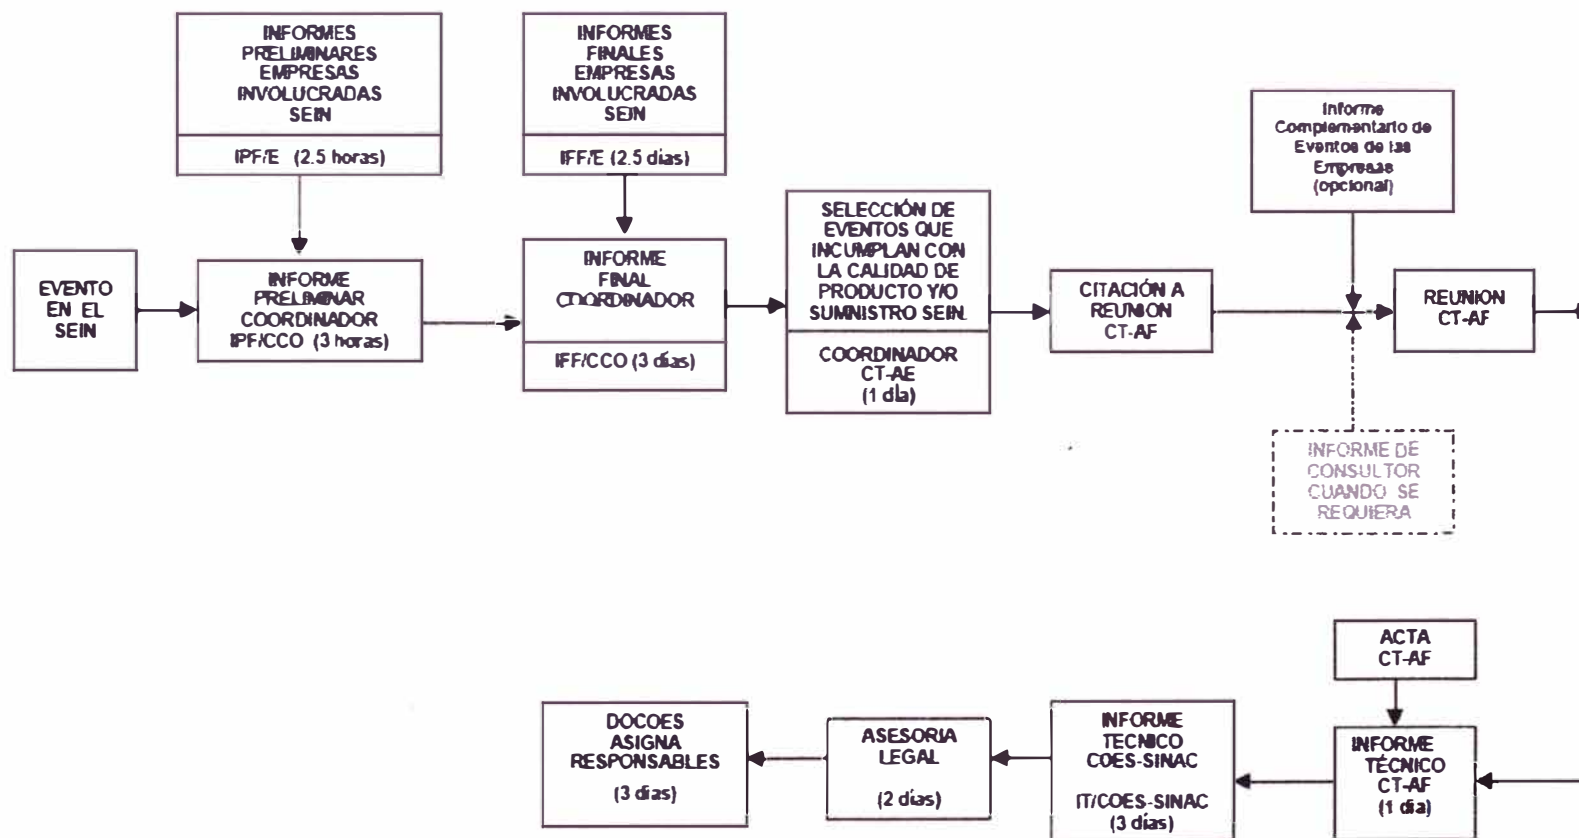 INFORMES
PRELIMINARES
EMPRESAS
INVOLUCRADAS
SEIN
IPF/E (2.5 horas)
INFORMES
FINALES
EMPRESAS
INVOLUCRADAS
SEIN
IFF/E (2.5 días)
Informe
Complementario de
Eventos de las
Empresas
(opcional)
EVENTO
EN EL
SEIN
INFORME
PRELIMINAR
COORDINADOR
IPF/CCO (3 horas)
INFORME
FINAL
COORDINADOR
IFF/CCO (3 días)
SELECCIÓN DE
EVENTOS QUE
INCUMPLAN CON
LA CALIDAD DE
PRODUCTO Y/O
SUMINISTRO SEIN.
COORDINADOR
CT-AE
(1 día)
CITACIÓN A
REUNION
CT-AF
REUNION
CT-AF
INFORME DE
CONSULTOR
CUANDO SE
REQUIERA
ACTA
CT-AF
INFORME
TÉCNICO
CT-AF
(1 dia)
INFORME
TECNICO
COES-SINAC
IT/COES-SINAC
(3 días)
ASESORIA
LEGAL
(2 días)
DOCOES
ASIGNA
RESPONSABLES
(3 dias)